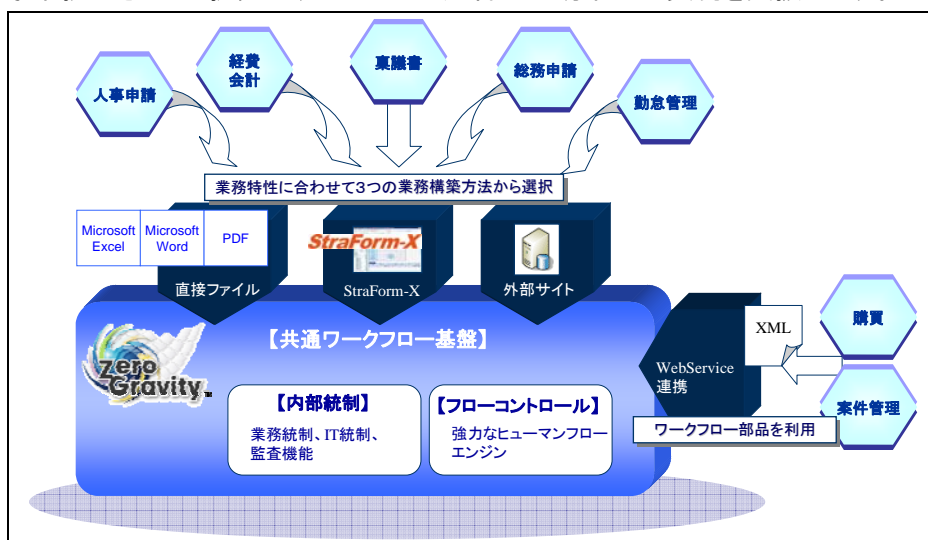 人事申請
経費
会計
稟議書
総務申請
勤怠管理
業務特性に合わせて３つの業務構築方法から選択
Microsoft
Excel
Microsoft
Word
PDF
StraForm-X
直接ファイル
StraForm-X
外部サイト
【共通ワークフロー基盤】
Zero
Gravity
【内部統制】
業務統制、IT統制、
監査機能
【フローコントロール】
強力なヒューマンフロー
エンジン
WebService
連携
XML
購買
案件管理
ワークフロー部品を利用